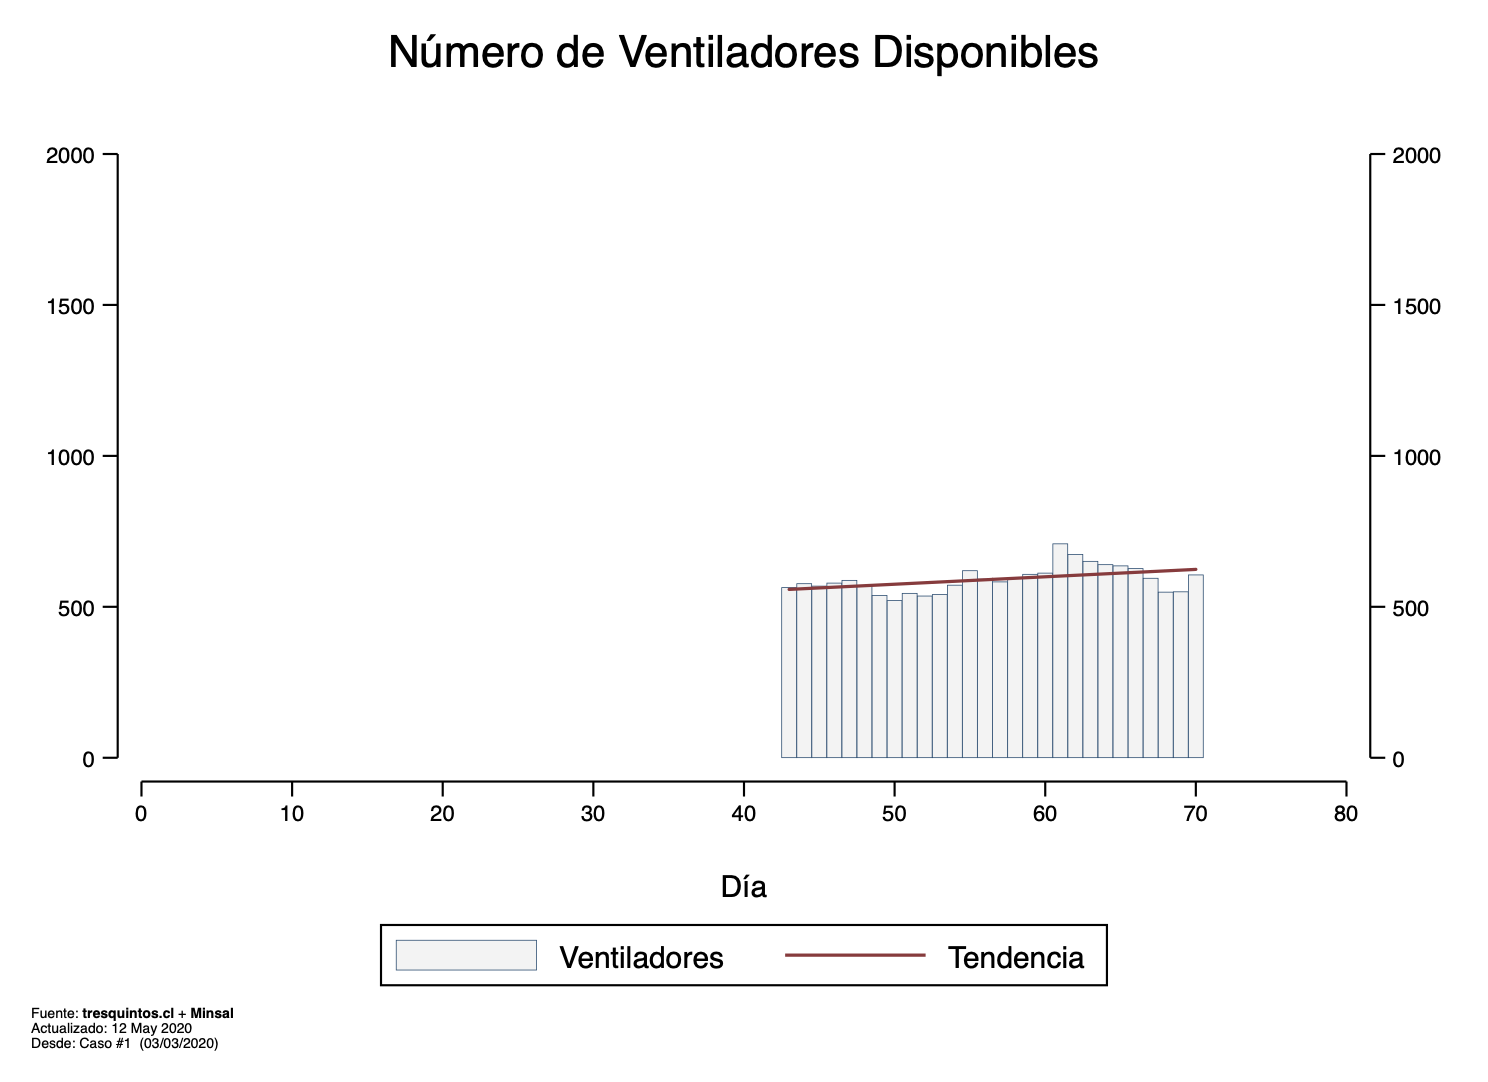 Número de Ventiladores Disponibles
2000
1500
1000
500
0
2000
1500
1000
500
0
0 10 20 30 40 50 60 70 80
Día
Ventiladores Tendencia
Fuente: tresquintos.cl + Minsal
Actualizado: 12 May 2020
Desde: Caso #1 (03/03/2020)